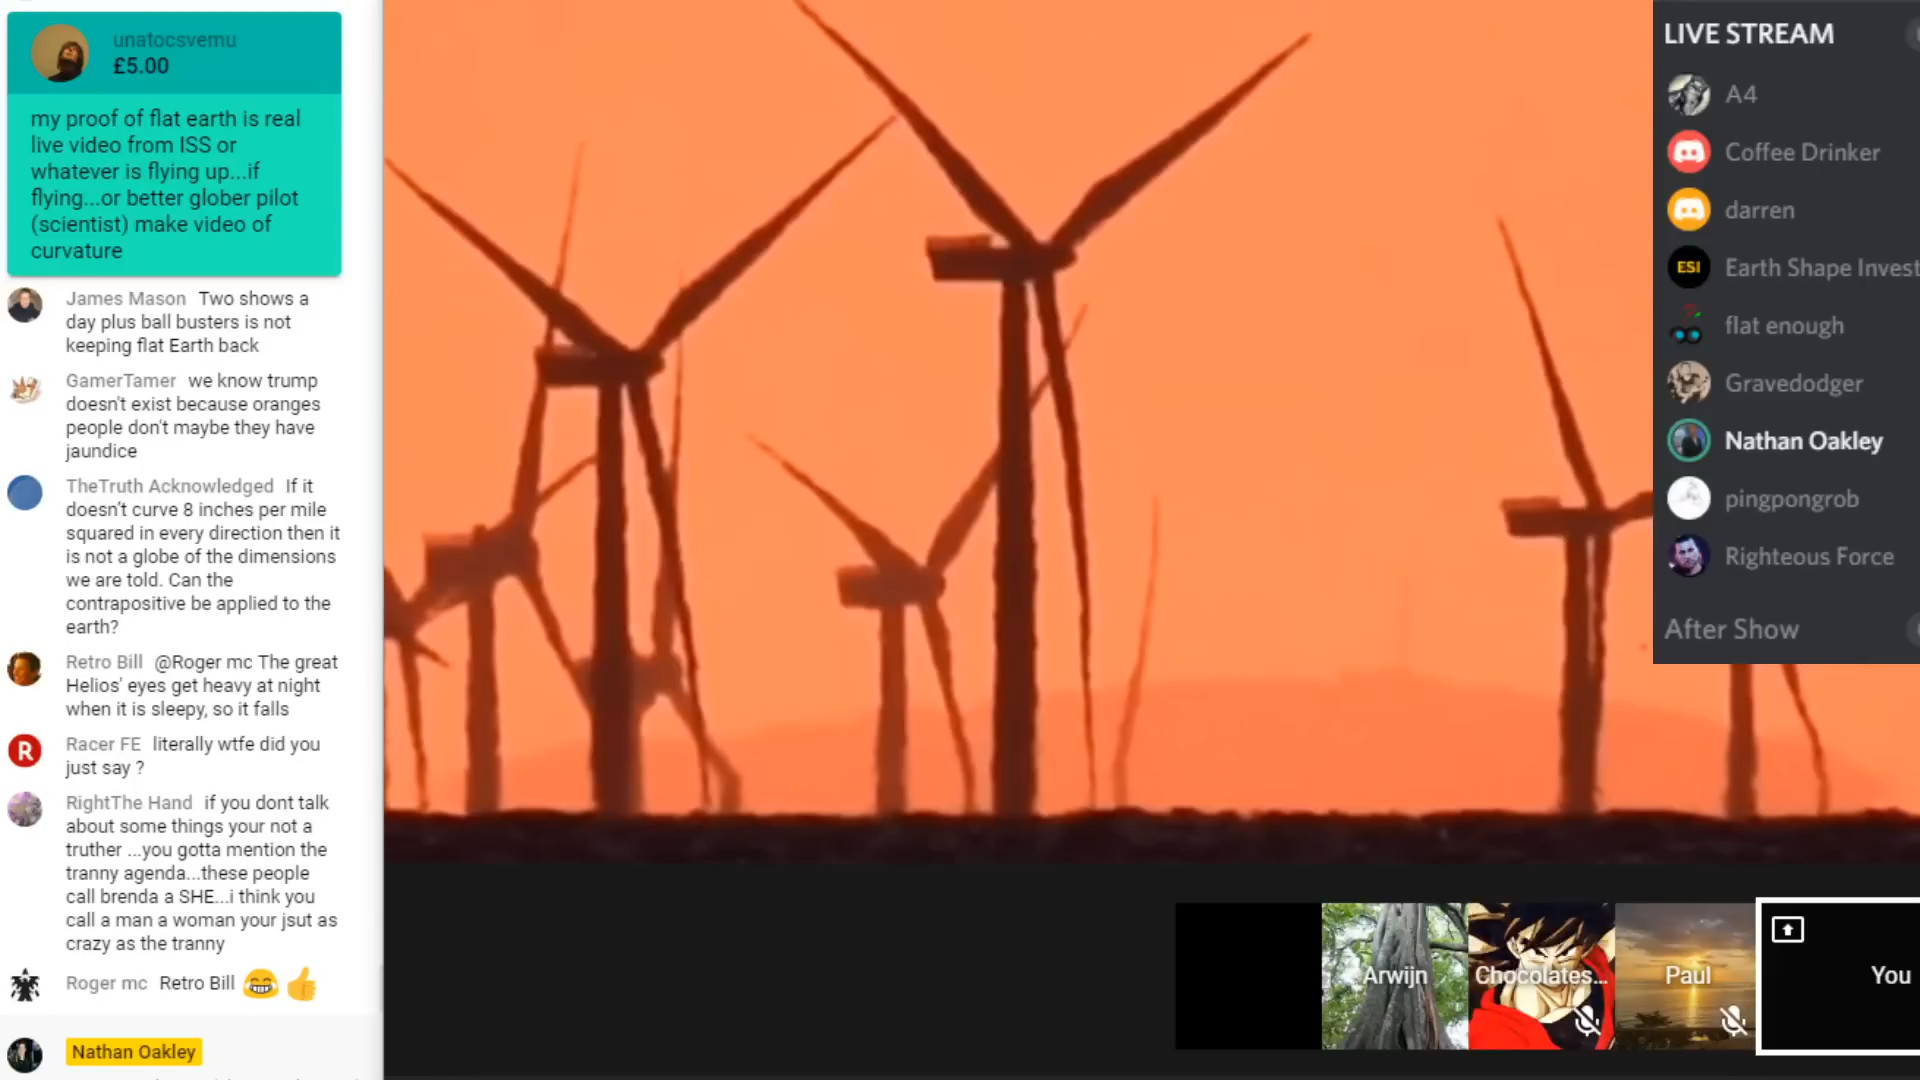 unatocsvemu
£5.00
my proof of flat earth is real
live video from ISS or
whatever is flying up...if
flying...or better glober pilot
(scientist) make video of
curvature
James Mason Two shows a
day plus ball busters is not
keeping flat Earth back
GamerTamer we know trump
doesn't exist because oranges
people don't maybe they have
jaundice
TheTruth Acknowledged If it
doesn't curve 8 inches per mile
squared in every direction then it
is not a globe of the dimensions
we are told. Can the
contrapositive be applied to the
earth?
Retro Bill @Roger mc The great
Helios' eyes get heavy at night
when it is sleepy, so it falls
R
Racer FE literally wtfe did you
just say ?
RightThe Hand if you dont talk
about some things your not a
truther ...you gotta mention the
tranny agenda...these people
call brenda a SHE...i think you
call a man a woman your jsut as
crazy as the tranny
Roger mc Retro Bill 😂👍
Nathan Oakley
LIVE STREAM
A4
Coffee Drinker
darren
ESI
Earth Shape Invest
flat enough
Gravedodger
Nathan Oakley
pingpongrob
Righteous Force
After Show
Arwijn
Chocolates...
Paul
You